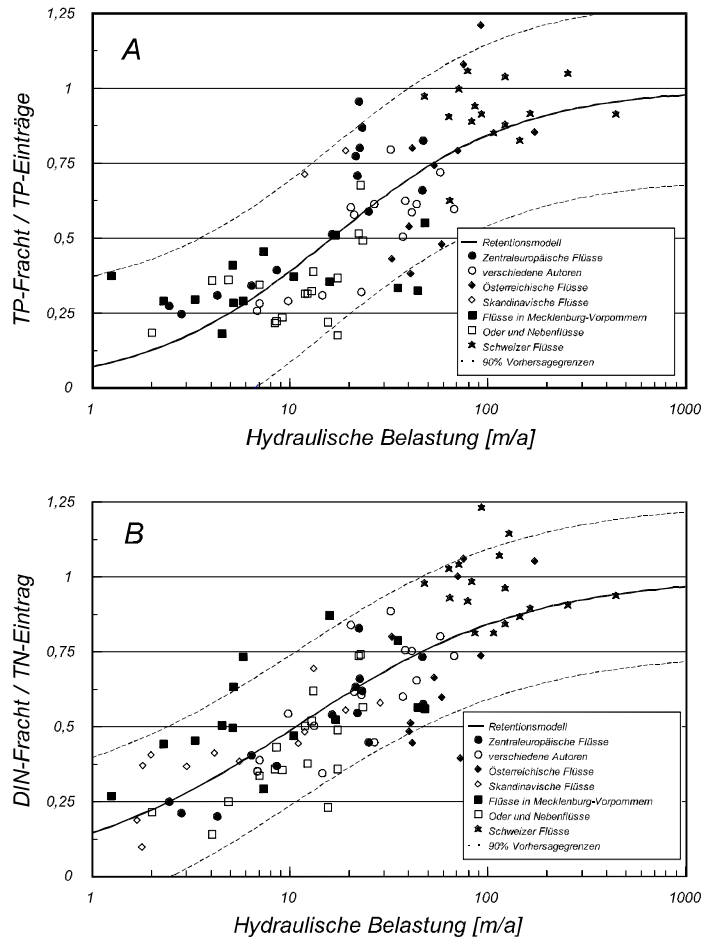 1,25
A
1
0,75
0,5
0,25
0
TP-Fracht / TP-Einträge
Retentionsmodell
Zentraleuropäische Flüsse
verschiedene Autoren
Österreichische Flüsse
Skandinavische Flüsse
Flüsse in Mecklenburg-Vorpommern
Oder und Nebenflüsse
Schweizer Flüsse
90% Vorhersagegrenzen
1 10 100 1000
Hydraulische Belastung [m/a]
1,25
B
1
0,75
0,5
0,25
0
DIN-Fracht / TN-Eintrag
Retentionsmodell
Zentraleuropäische Flüsse
verschiedene Autoren
Österreichische Flüsse
Skandinavische Flüsse
Flüsse in Mecklenburg-Vorpommern
Oder und Nebenflüsse
Schweizer Flüsse
90% Vorhersagegrenzen
1 10 100 1000
Hydraulische Belastung [m/a]